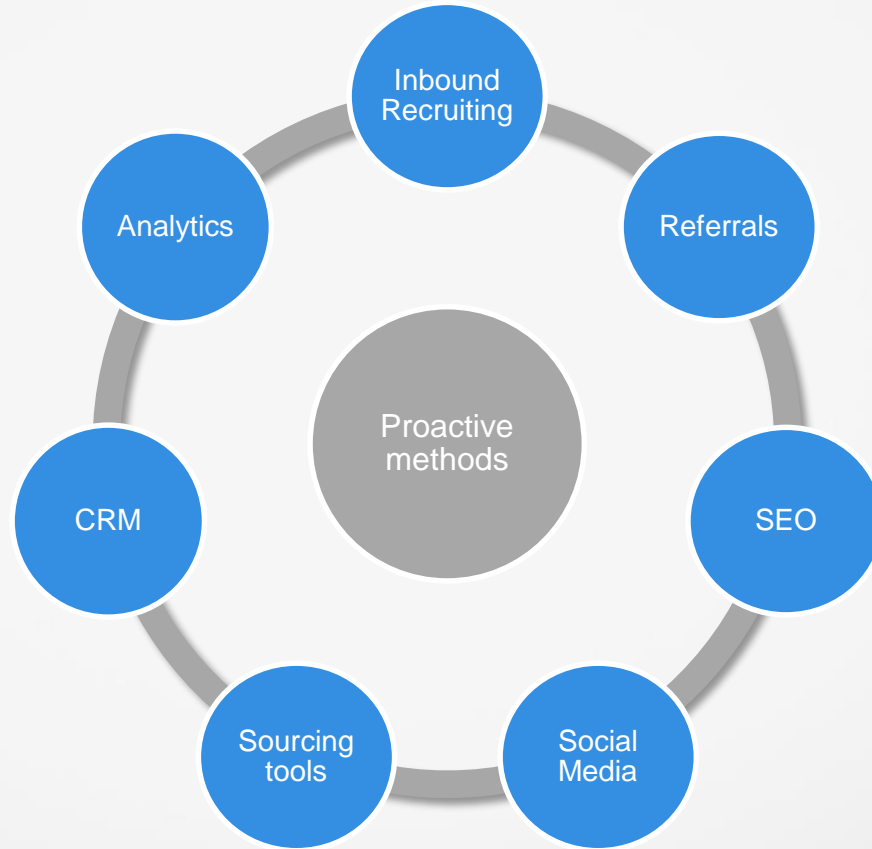 Inbound
Recruiting
Referrals
SEO
Social
Media
Sourcing
tools
CRM
Analytics
Proactive
methods